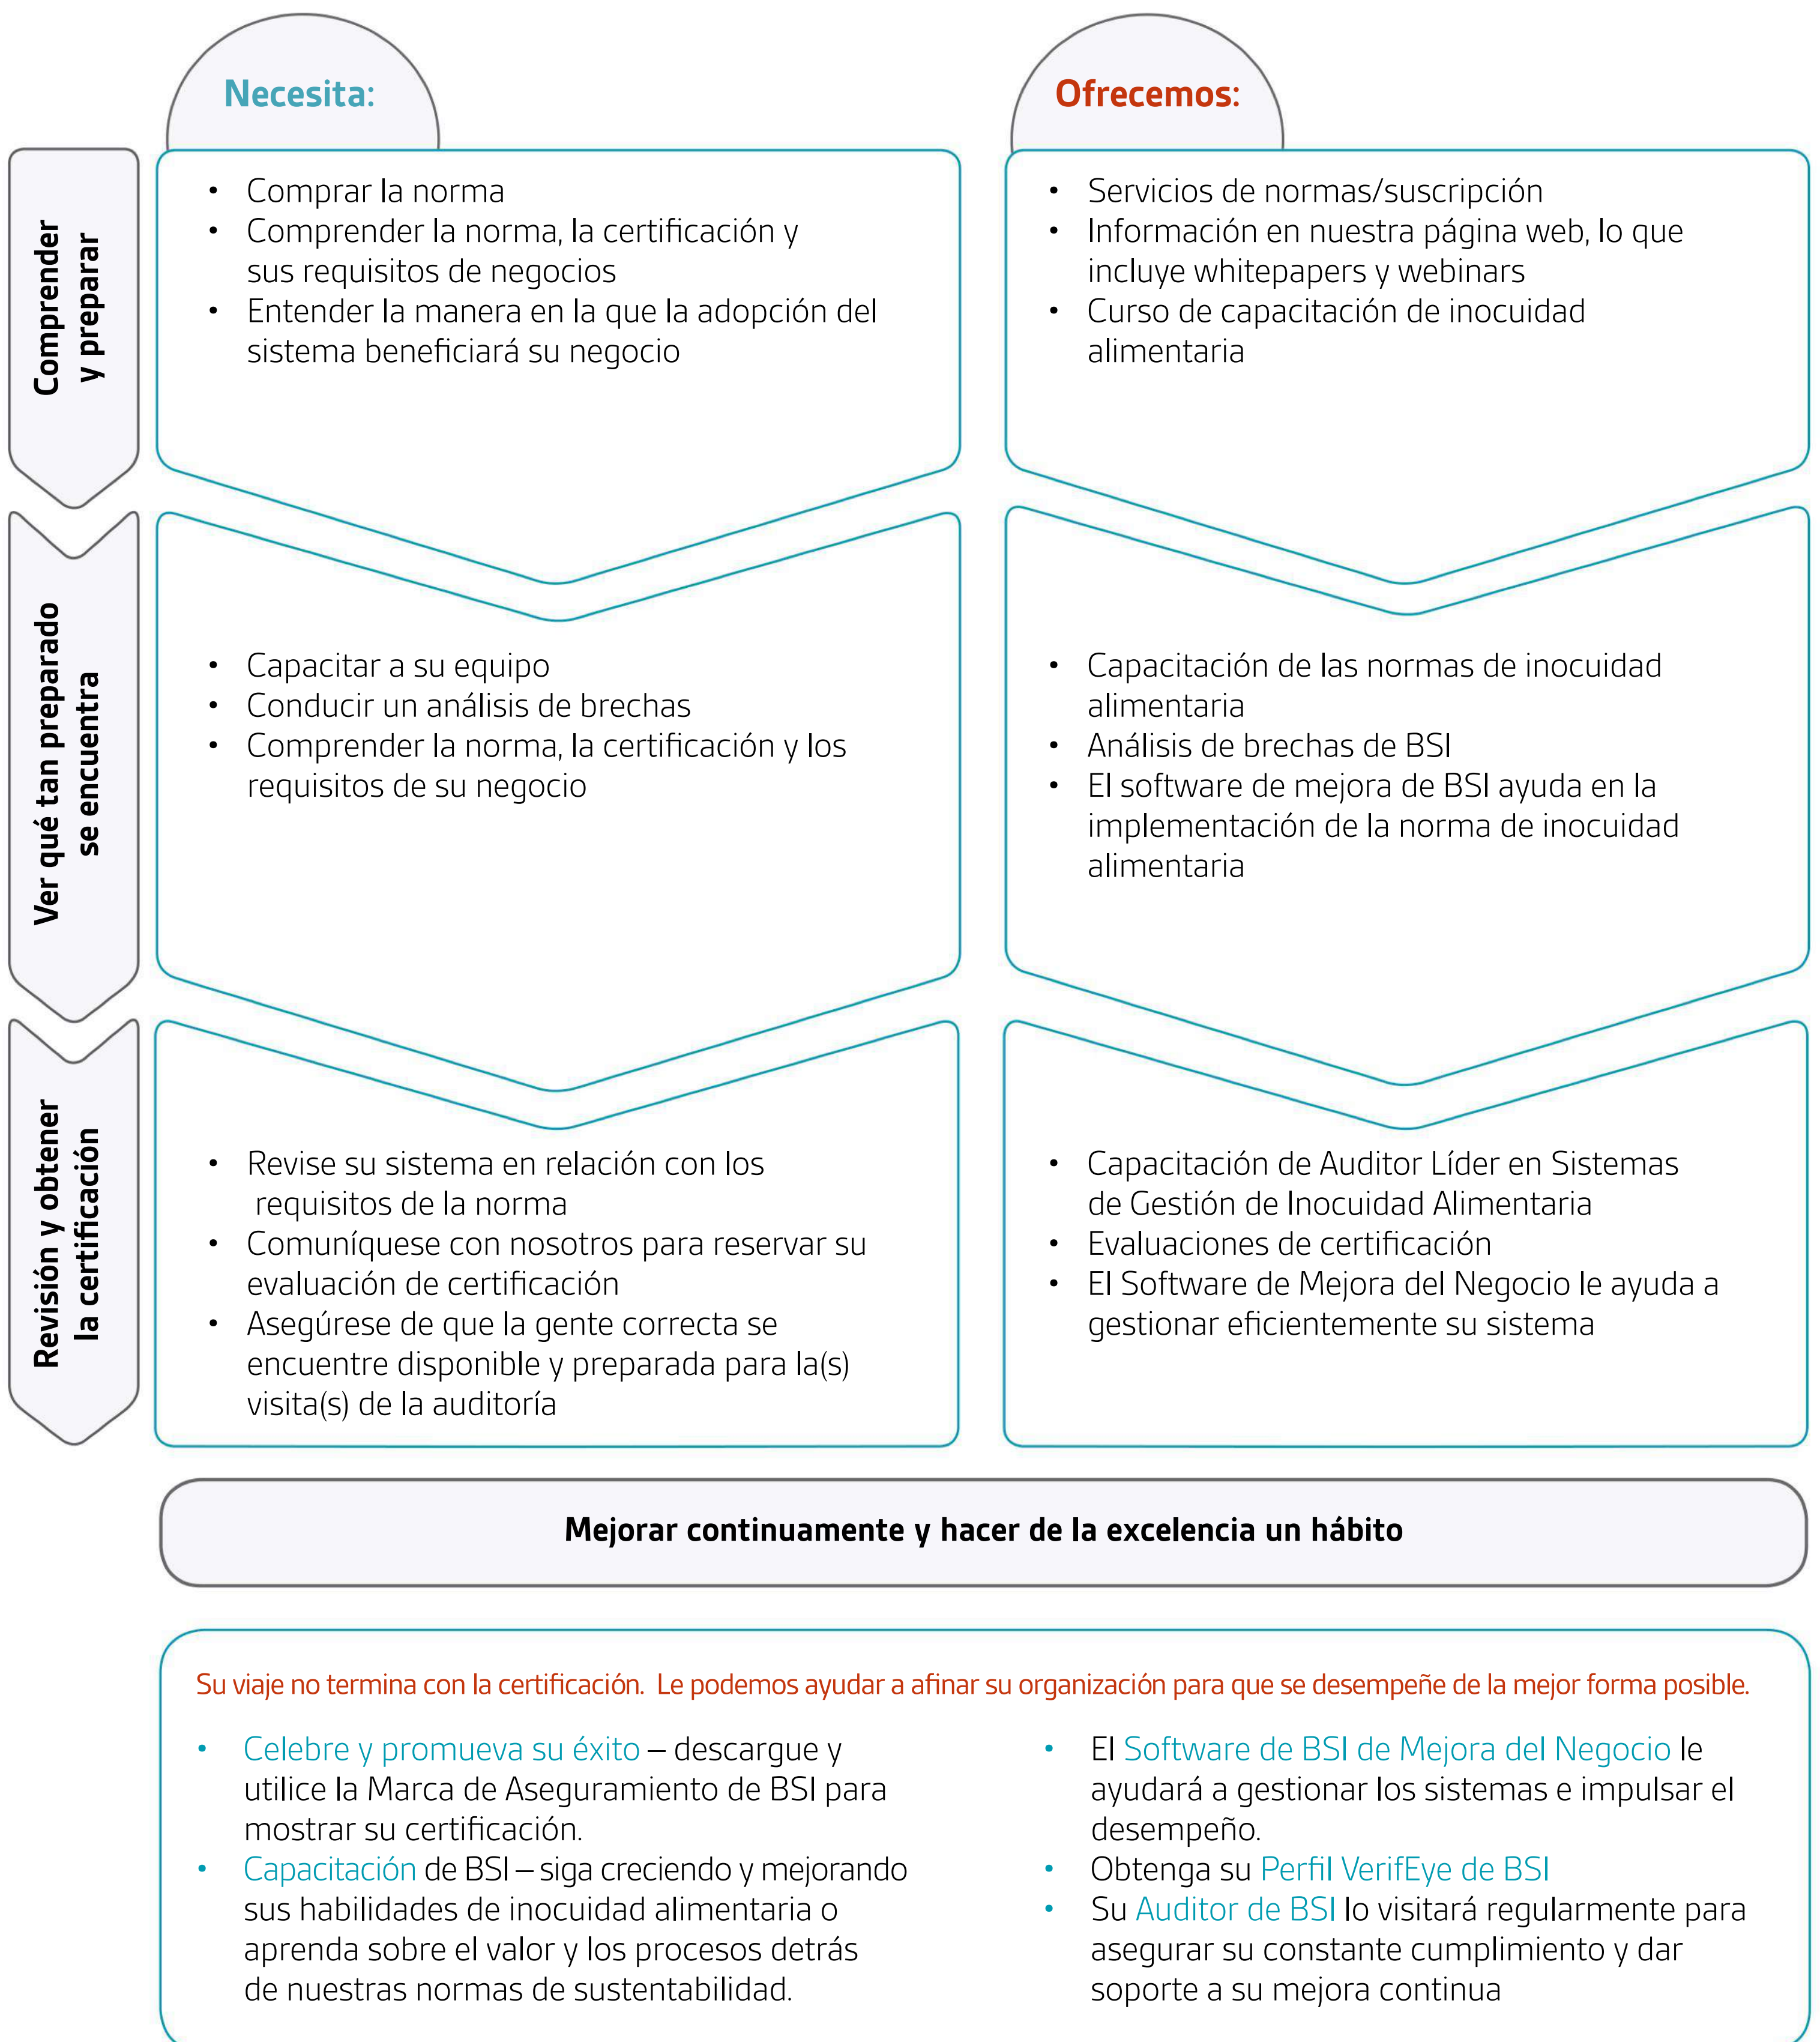 Necesita:
Ofrecemos:
Comprender
y preparar
• Comprar la norma
• Comprender la norma, la certificación y
sus requisitos de negocios
• Entender la manera en la que la adopción del
sistema beneficiará su negocio
• Servicios de normas/suscripción
• Información en nuestra página web, lo que
incluye whitepapers y webinars
• Curso de capacitación de inocuidad
alimentaria
Ver qué tan preparado
se encuentra
• Capacitar a su equipo
• Conducir un análisis de brechas
• Comprender la norma, la certificación y los
requisitos de su negocio
• Capacitación de las normas de inocuidad
alimentaria
• Análisis de brechas de BSI
• El software de mejora de BSI ayuda en la
implementación de la norma de inocuidad
alimentaria
Revisión y obtener
la certificación
• Revise su sistema en relación con los
requisitos de la norma
• Comuníquese con nosotros para reservar su
evaluación de certificación
• Asegúrese de que la gente correcta se
encuentre disponible y preparada para la(s)
visita(s) de la auditoría
• Capacitación de Auditor Líder en Sistemas
de Gestión de Inocuidad Alimentaria
• Evaluaciones de certificación
• El Software de Mejora del Negocio le ayuda a
gestionar eficientemente su sistema
Mejorar continuamente y hacer de la excelencia un hábito
Su viaje no termina con la certificación. Le podemos ayudar a afinar su organización para que se desempeñe de la mejor forma posible.
• Celebre y promueva su éxito – descargue y
utilice la Marca de Aseguramiento de BSI para
mostrar su certificación.
• Capacitación de BSI – siga creciendo y mejorando
sus habilidades de inocuidad alimentaria o
aprenda sobre el valor y los procesos detrás
de nuestras normas de sustentabilidad.
• El Software de BSI de Mejora del Negocio le
ayudará a gestionar los sistemas e impulsar el
desempeño.
• Obtenga su Perfil VerifEye de BSI
• Su Auditor de BSI lo visitará regularmente para
asegurar su constante cumplimiento y dar
soporte a su mejora continua